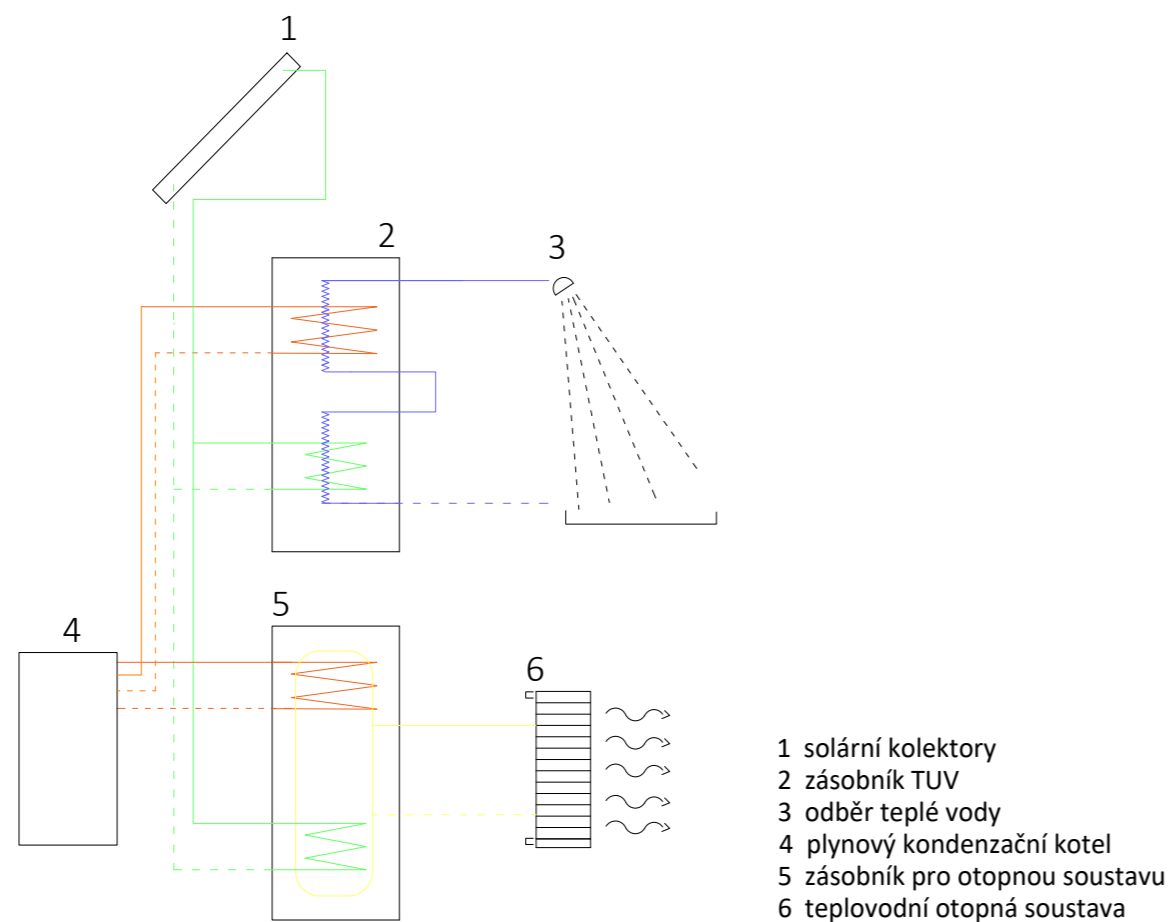 1
2
3
4
5
6
1 solární kolektory
2 zásobník TUV
3 odběr teplé vody
4 plynový kondenzační kotel
5 zásobník pro otopnou soustavu
6 teplovodní otopná soustava